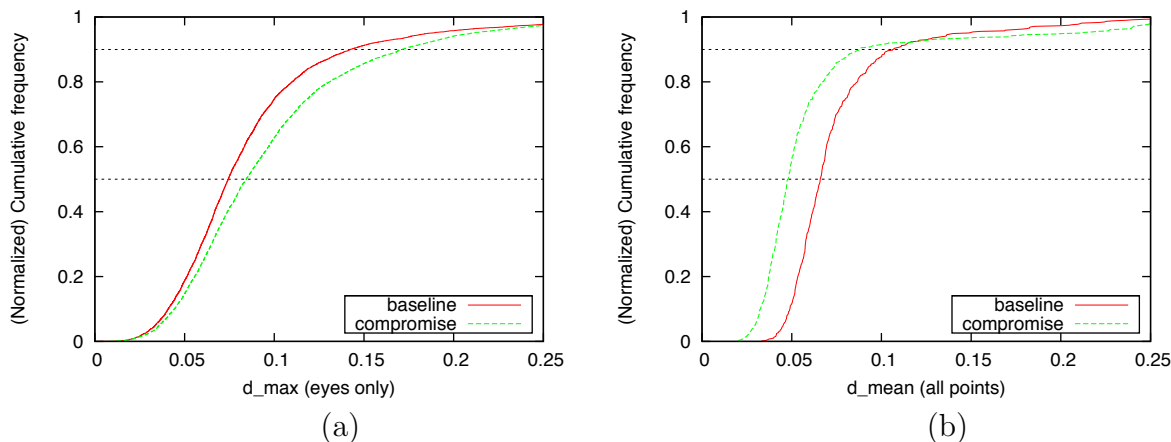 (Normalized) Cumulative frequency
1
0.8
0.6
0.4
0.2
0
baseline
compromise
0 0.05 0.1 0.15 0.2 0.25
d_max (eyes only)
(a)
(Normalized) Cumulative frequency
1
0.8
0.6
0.4
0.2
0
baseline
compromise
0 0.05 0.1 0.15 0.2 0.25
d_mean (all points)
(b)